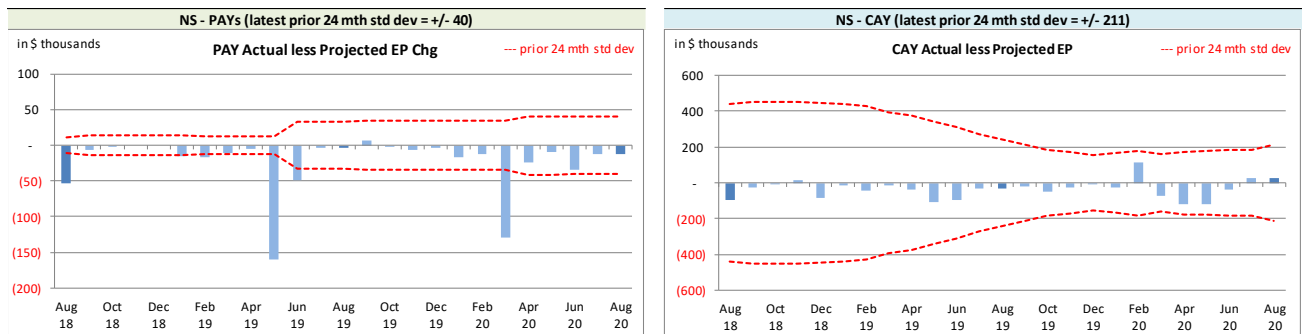 NS - PAYs (latest prior 24 mth std dev = +/- 40)
in $ thousands
PAY Actual less Projected EP Chg
--- prior 24 mth std dev
100
50
-
(50)
(100)
(150)
(200)
Aug Oct Dec Feb Apr Jun Aug Oct Dec Feb Apr Jun Aug
18 18 18 19 19 19 19 19 19 20 20 20 20
NS - CAY (latest prior 24 mth std dev = +/- 211)
in $ thousands
CAY Actual less Projected EP
--- prior 24 mth std dev
600
400
200
-
(200)
(400)
(600)
Aug Oct Dec Feb Apr Jun Aug Oct Dec Feb Apr Jun Aug
18 18 18 19 19 19 19 19 19 20 20 20 20